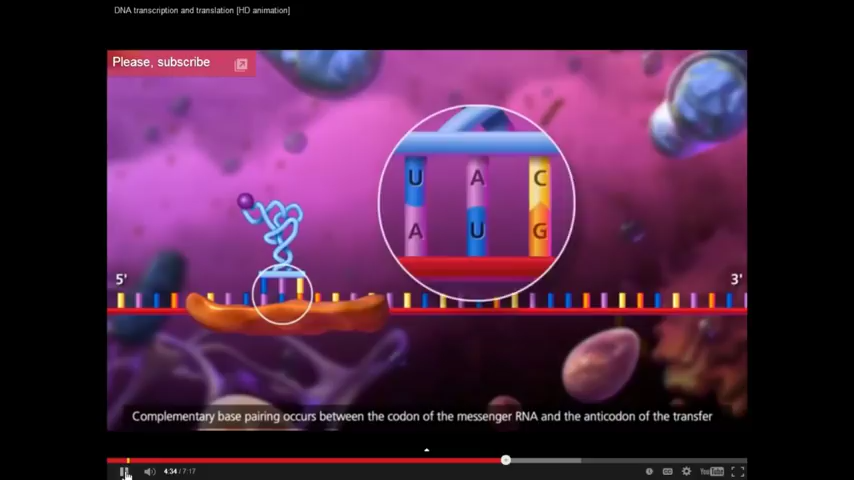 DNA transcription and translation [HD animation]
Please, subscribe
U A C
A U G
5' 3'
Complementary base pairing occurs between the codon of the messenger RNA and the anticodon of the transfer
4:34 / 7:17
YouTube